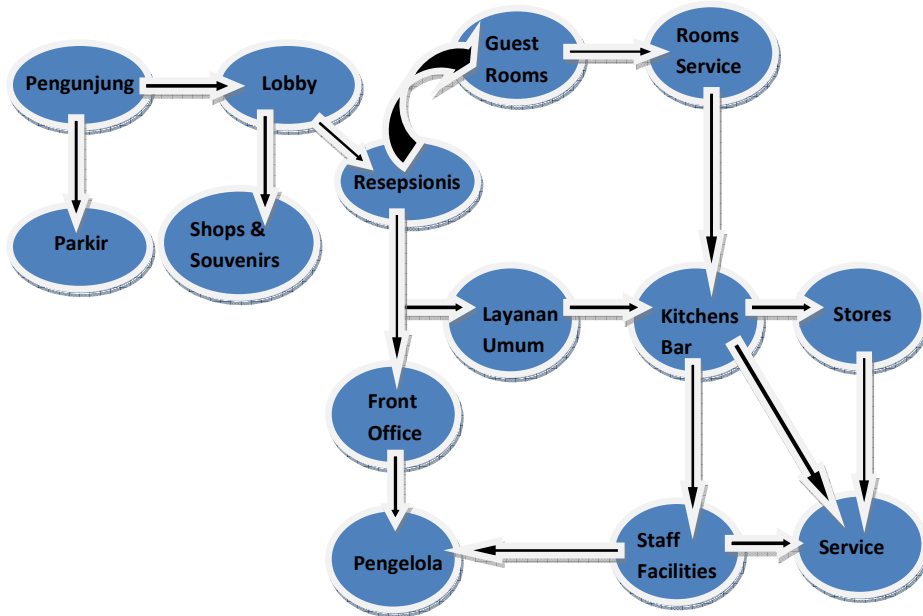 Pengunjung
Lobby
Guest
Rooms
Rooms
Service
Resepsionis
Parkir
Shops &
Souvenirs
Layanan
Umum
Kitchens
Bar
Stores
Front
Office
Pengelola
Staff
Facilities
Service